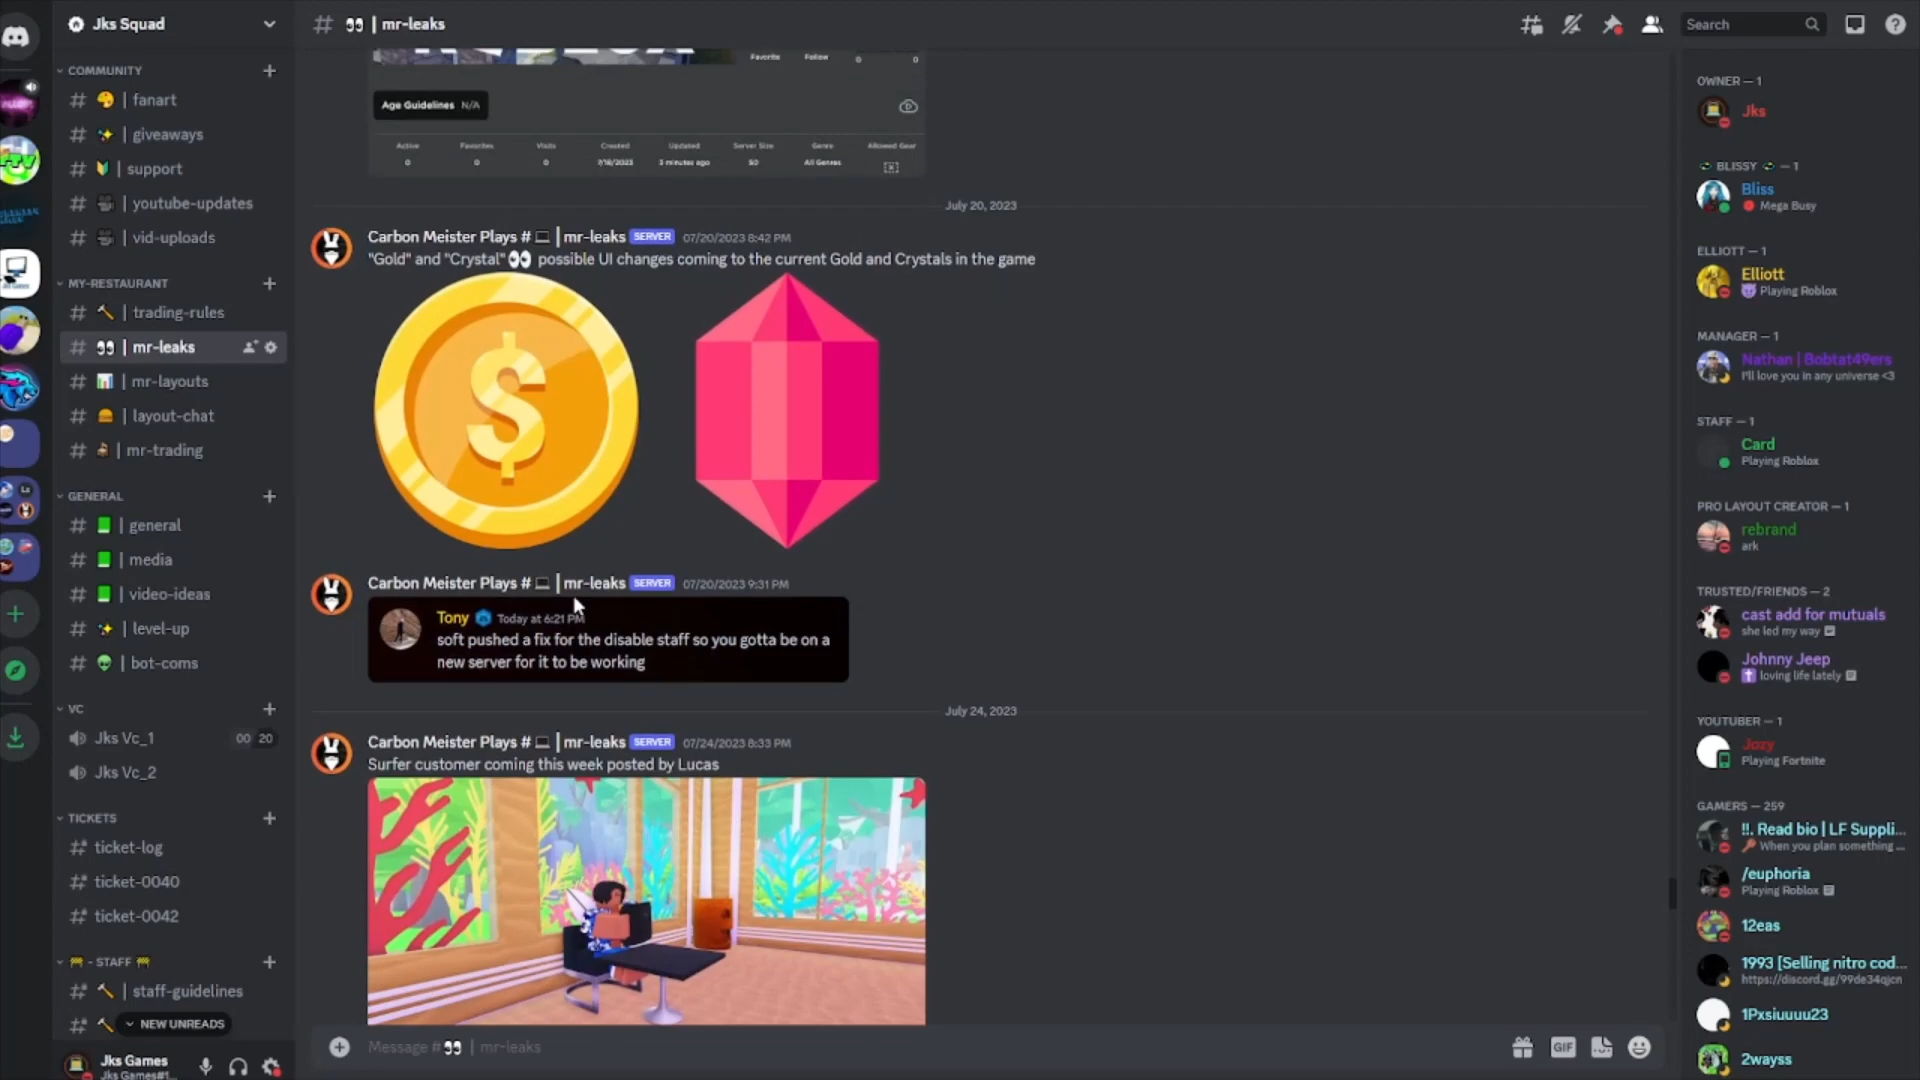 Jks Squad
COMMUNITY
# | fanart
# | giveaways
# | support
# | youtube-updates
# | vid-uploads
MY-RESTAURANT
# | trading-rules
# | mr-leaks
# | mr-layouts
# | layout-chat
# | mr-trading
GENERAL
# | general
# | media
# | video-ideas
# | level-up
# | bot-coms
VC
Jks Vc_1 00 20
Jks Vc_2
TICKETS
# ticket-log
# ticket-0040
# ticket-0042
- STAFF
# | staff-guidelines
NEW UNREADS
Jks Games
Jks Games#1...
# | mr-leaks
Favorite Follow 0 0
Age Guidelines N/A
Active Favorites Visits Created Updated Server Size Genre Allowed Gear
0 0 0 7/18/2023 3 minutes ago 50 All Genres
July 20, 2023
Carbon Meister Plays # | mr-leaks SERVER 07/20/2023 8:42 PM
"Gold" and "Crystal" 👀 possible UI changes coming to the current Gold and Crystals in the game
$
Carbon Meister Plays # | mr-leaks SERVER 07/20/2023 9:31 PM
Tony Today at 6:21 PM
soft pushed a fix for the disable staff so you gotta be on a
new server for it to be working
July 24, 2023
Carbon Meister Plays # | mr-leaks SERVER 07/24/2023 8:33 PM
Surfer customer coming this week posted by Lucas
Message # 👀 | mr-leaks
GIF
Search
OWNER — 1
Jks
BLISSY — 1
Bliss
Mega Busy
ELLIOTT — 1
Elliott
Playing Roblox
MANAGER — 1
Nathan | Bobtat49ers
I'll love you in any universe <3
STAFF — 1
Card
Playing Roblox
PRO LAYOUT CREATOR — 1
rebrand
ark
TRUSTED/FRIENDS — 2
cast add for mutuals
she led my way
Johnny Jeep
loving life lately
YOUTUBER — 1
Jozy
Playing Fortnite
GAMERS — 259
!!. Read bio | LF Suppli...
When you plan something ...
/euphoria
Playing Roblox
12eas
1993 [Selling nitro cod...
https://discord.gg/99de34qjcn
1Pxsiuuuu23
2wayss